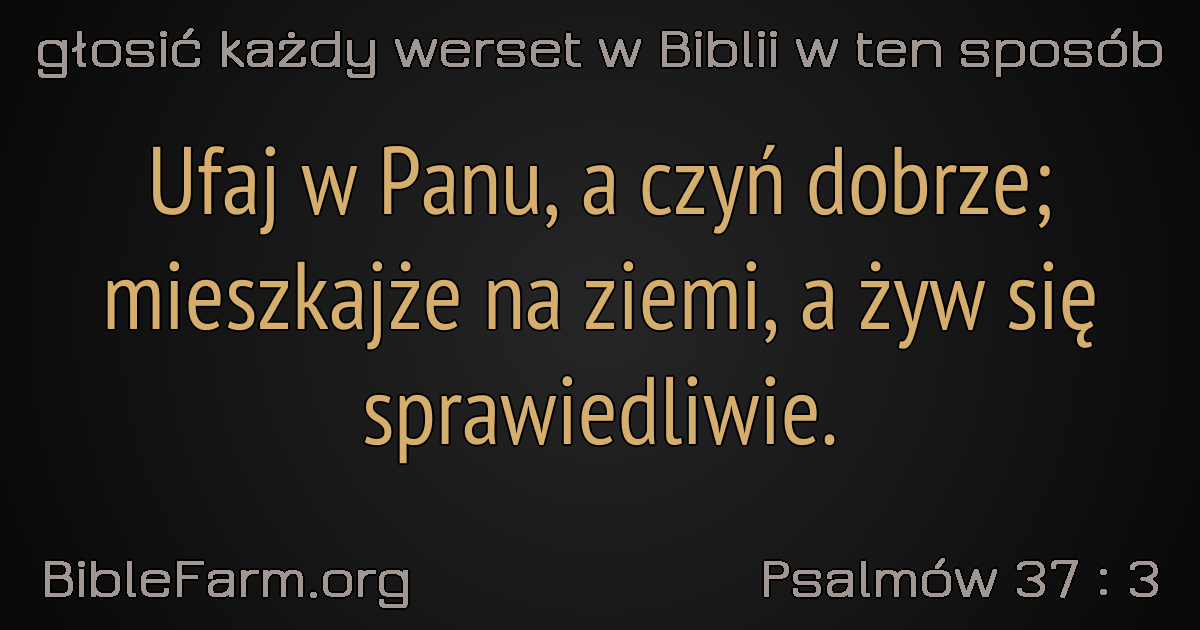 głosić każdy werset w Biblii w ten sposób
Ufaj w Panu, a czyń dobrze;
mieszkajże na ziemi, a żyw się
sprawiedliwie.
BibleFarm.org
Psalmów 37 : 3